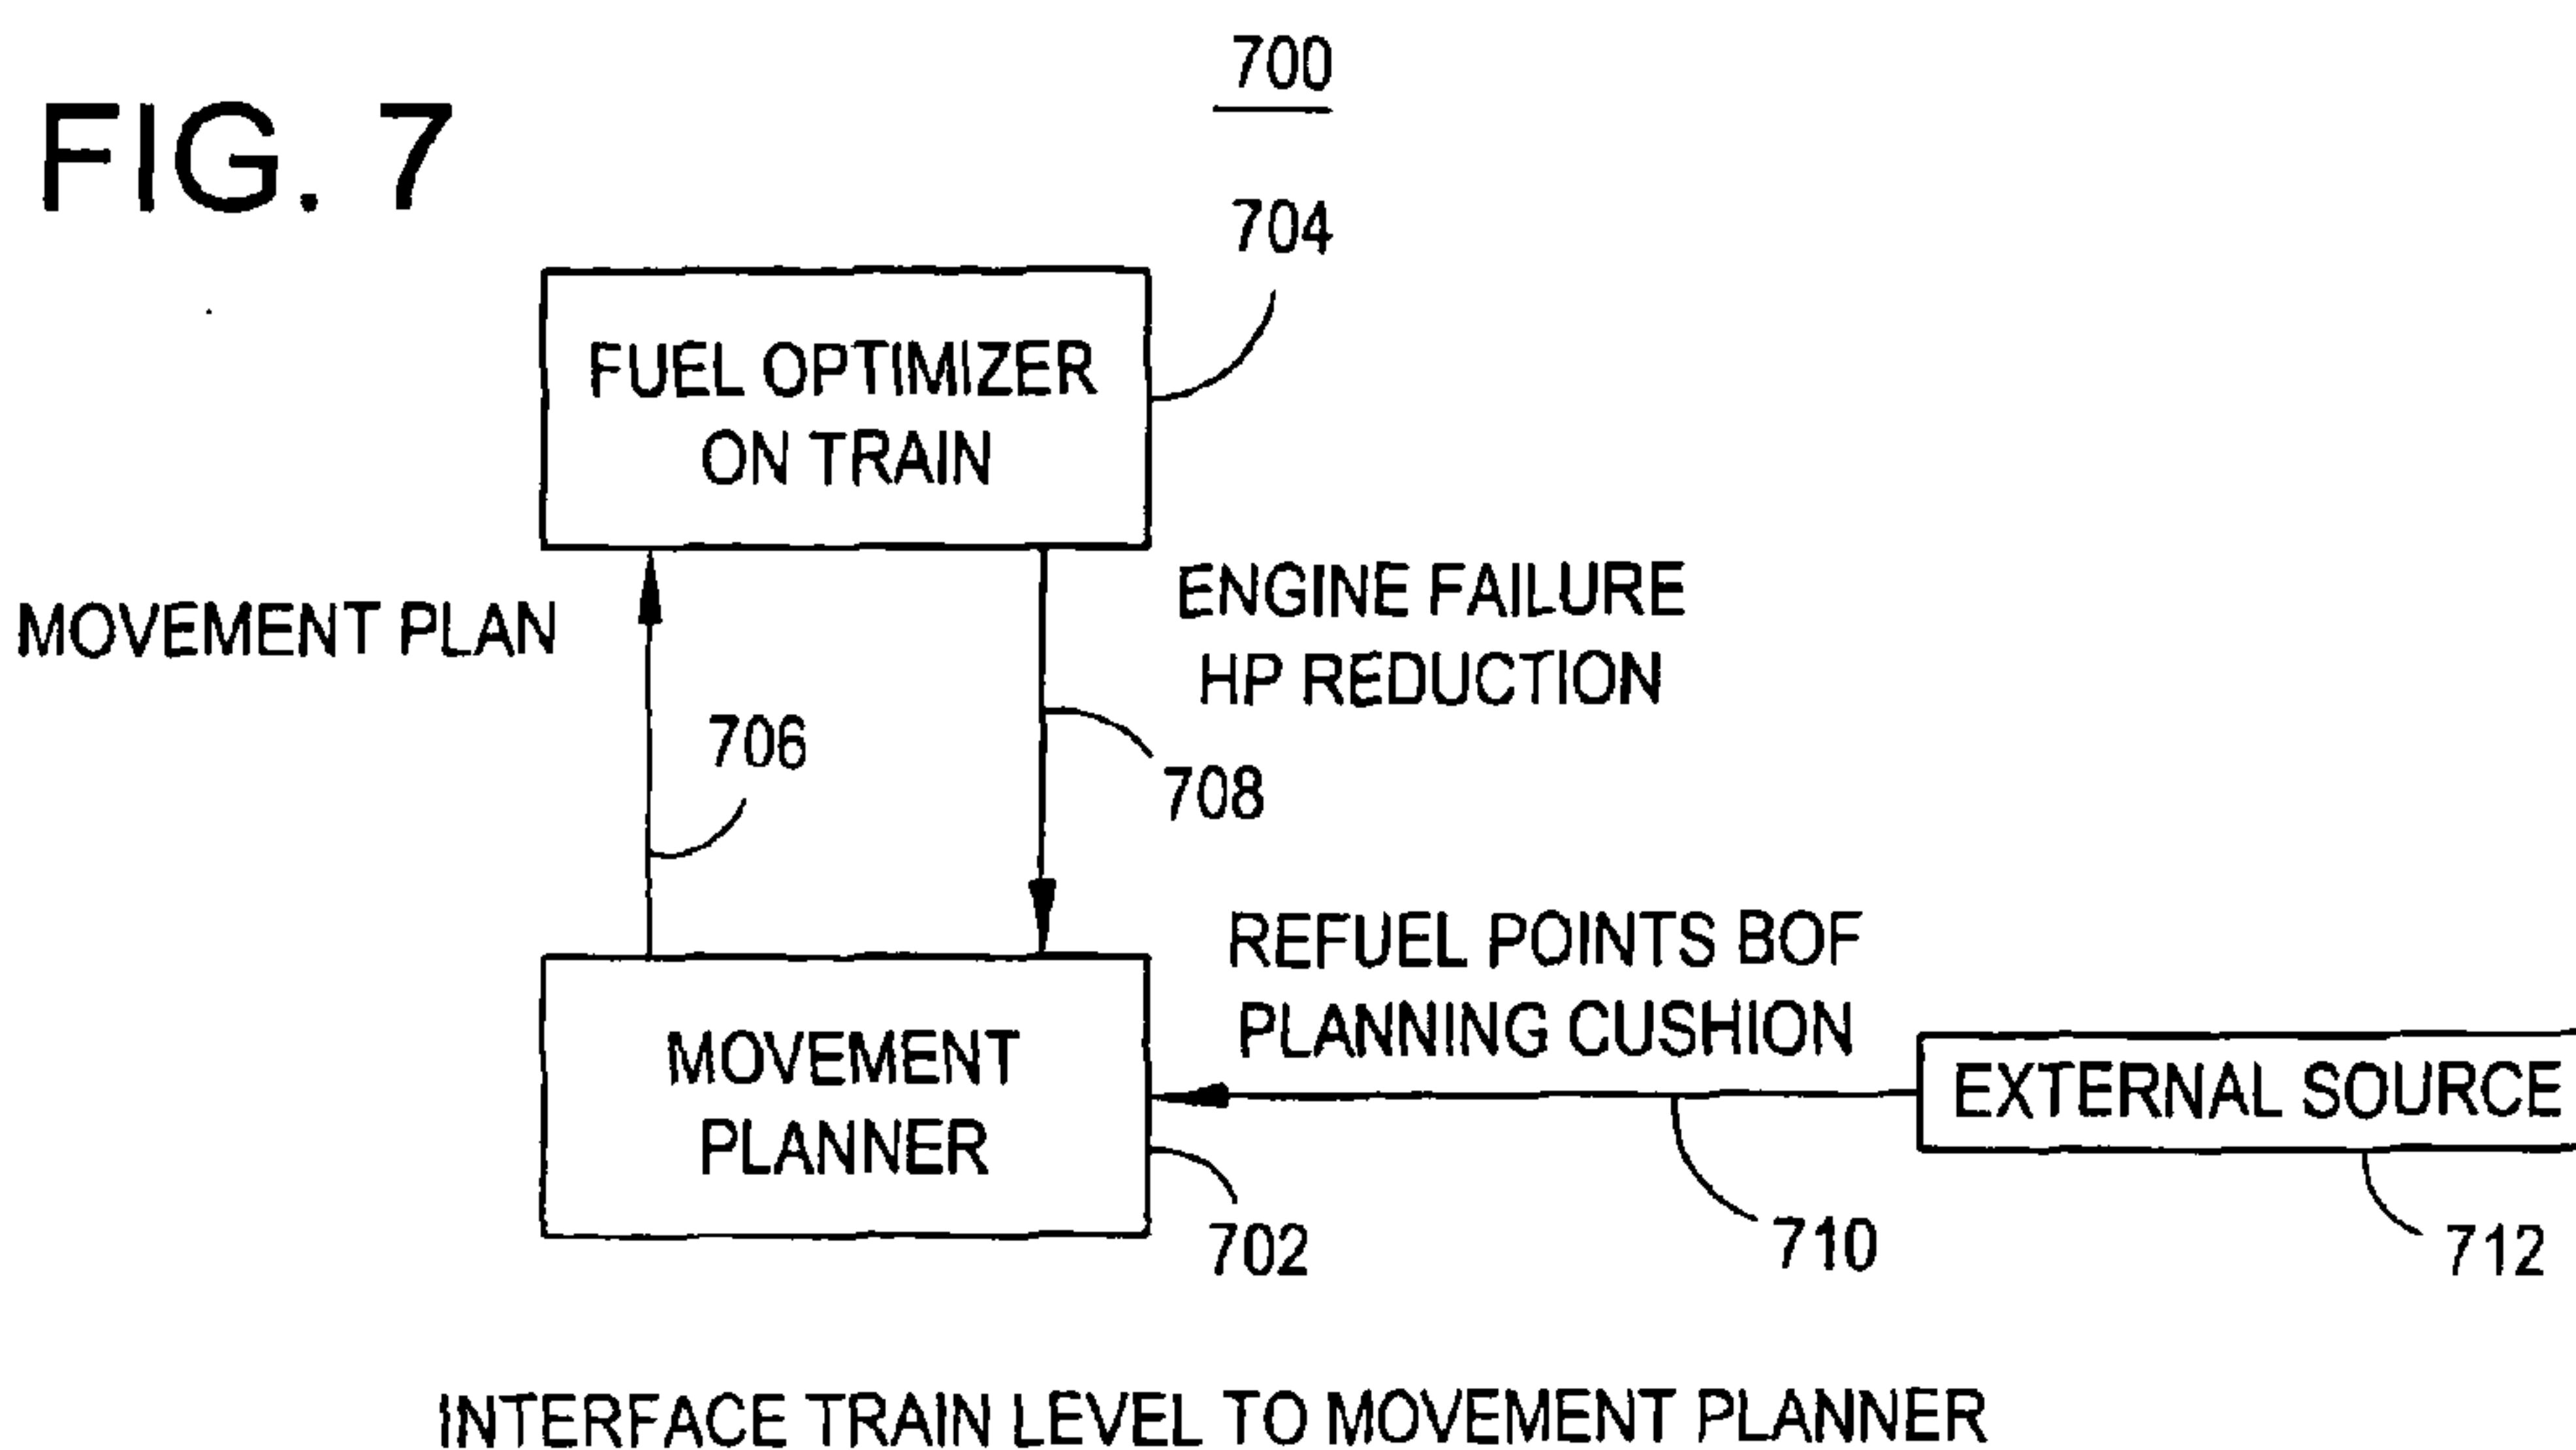 700
FIG. 7
704
FUEL OPTIMIZER
ON TRAIN
MOVEMENT PLAN
ENGINE FAILURE
HP REDUCTION
706
708
REFUEL POINTS BOF
PLANNING CUSHION
MOVEMENT
PLANNER
EXTERNAL SOURCE
702
710
712
INTERFACE TRAIN LEVEL TO MOVEMENT PLANNER